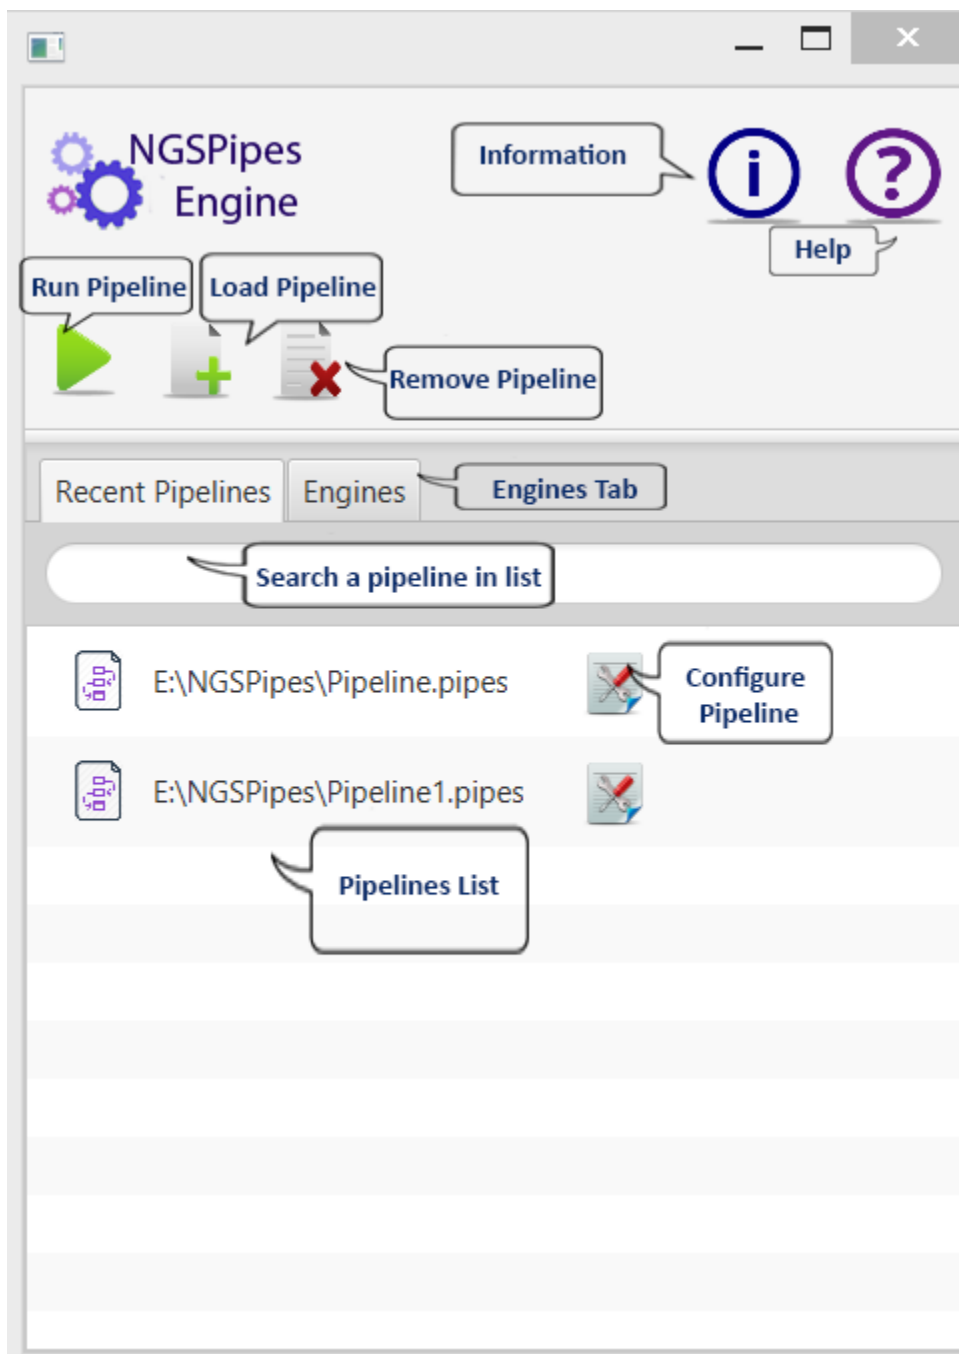 NGSPipes
Engine
Information
i
?
Help
Run Pipeline
Load Pipeline
Remove Pipeline
Recent Pipelines
Engines
Engines Tab
Search a pipeline in list
E:\NGSPipes\Pipeline.pipes
Configure
Pipeline
E:\NGSPipes\Pipeline1.pipes
Pipelines List